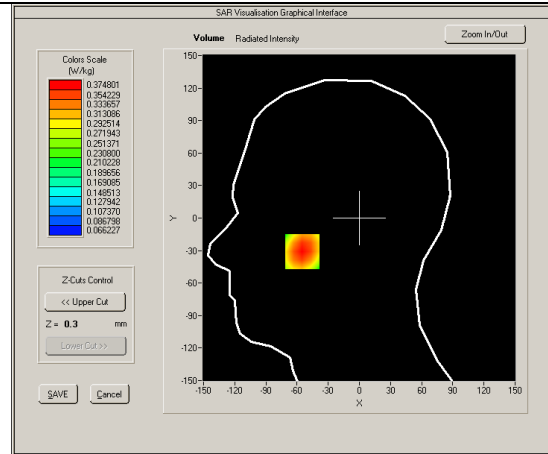 SAR Visualisation Graphical Interface
Volume Radiated Intensity
Zoom In/Out
Colors Scale
(W/kg)
0.374801
0.354229
0.333657
0.313086
0.292514
0.271943
0.251371
0.230800
0.210228
0.189656
0.169085
0.148513
0.127942
0.107370
0.086798
0.066227
Z-Cuts Control
<< Upper Cut
Z = 0.3 mm
Lower Cut >>
SAVE Cancel
150
120
90
60
30
0
-30
-60
-90
-120
-150
Y
-150 -120 -90 -60 -30 0 30 60 90 120 150
X